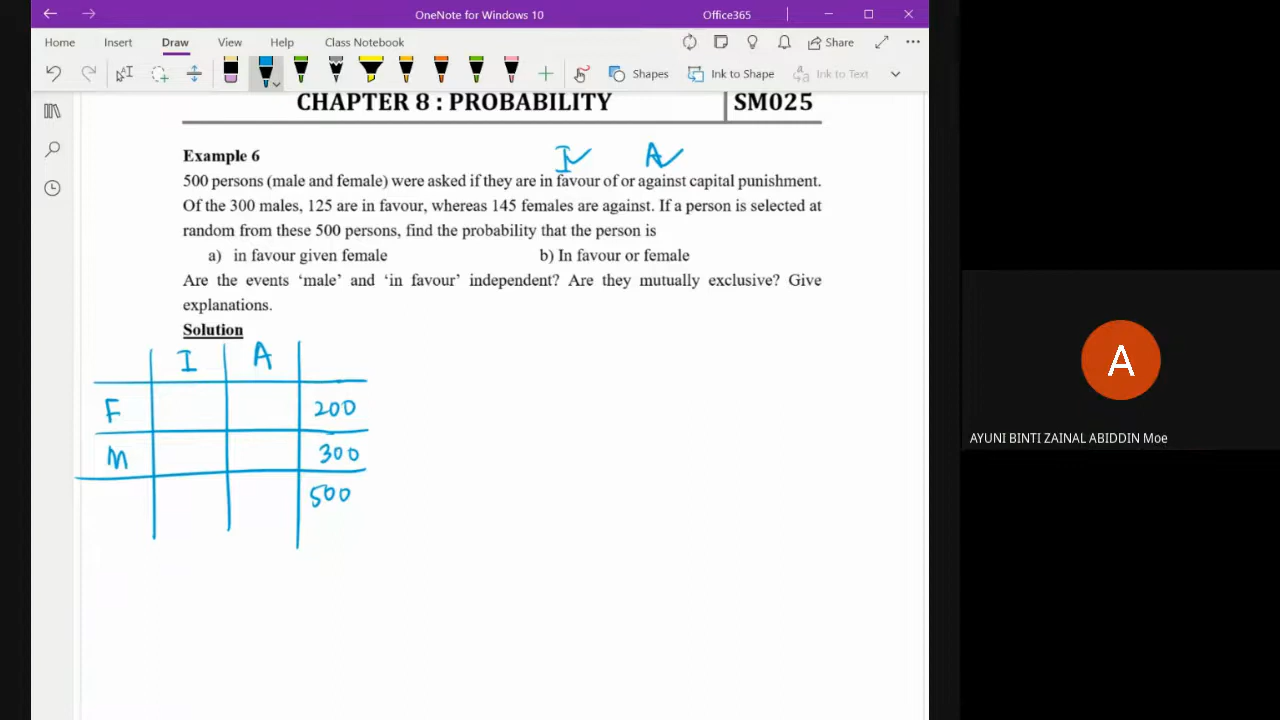 OneNote for Windows 10
Office365
Home Insert Draw View Help Class Notebook
Share
Shapes
Ink to Shape
Ink to Text
CHAPTER 8 : PROBABILITY SM025
Example 6
I A
500 persons (male and female) were asked if they are in favour of or against capital punishment.
Of the 300 males, 125 are in favour, whereas 145 females are against. If a person is selected at
random from these 500 persons, find the probability that the person is
a) in favour given female b) In favour or female
Are the events ‘male’ and ‘in favour’ independent? Are they mutually exclusive? Give
explanations.
Solution
I A
F 200
M 300
500
A
AYUNI BINTI ZAINAL ABIDDIN Moe